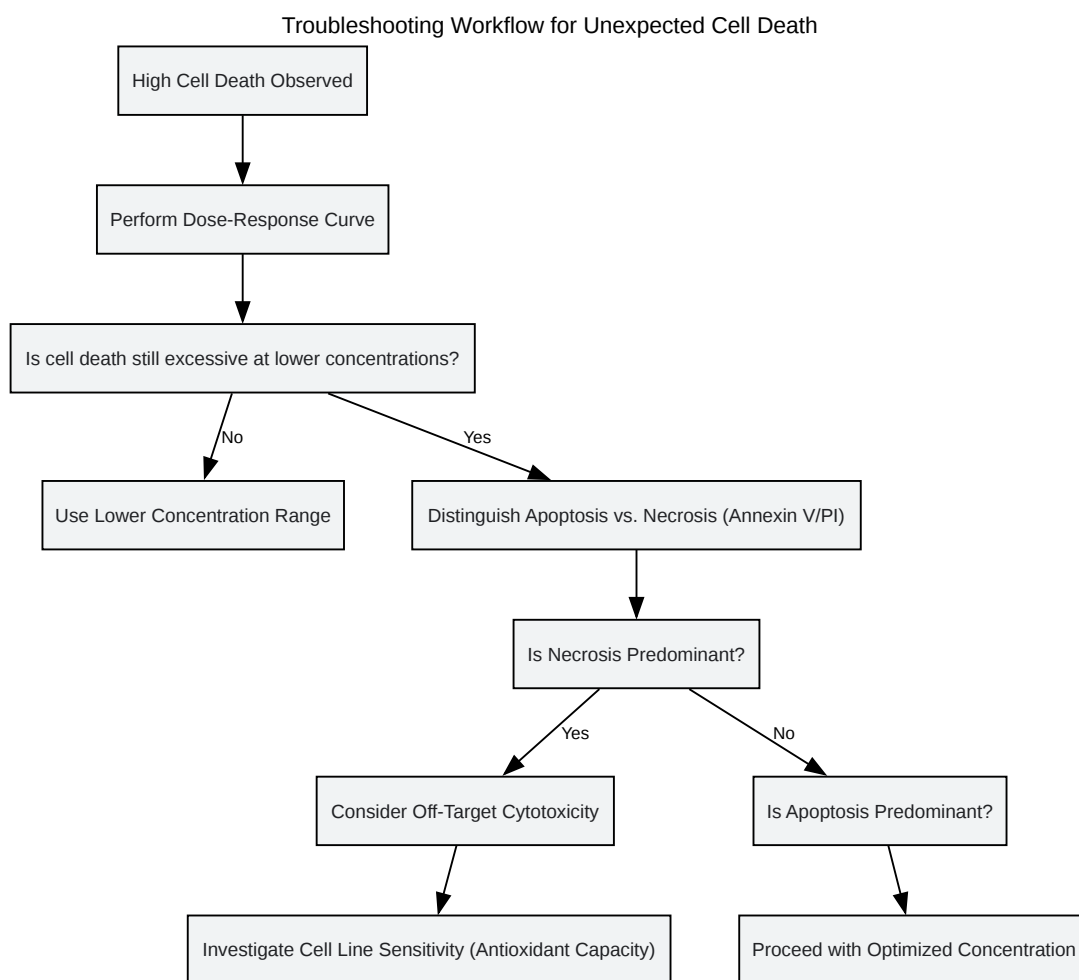 Troubleshooting Workflow for Unexpected Cell Death
High Cell Death Observed
Perform Dose-Response Curve
Is cell death still excessive at lower concentrations?
No
Yes
Use Lower Concentration Range
Distinguish Apoptosis vs. Necrosis (Annexin V/PI)
Is Necrosis Predominant?
Yes
No
Consider Off-Target Cytotoxicity
Is Apoptosis Predominant?
Investigate Cell Line Sensitivity (Antioxidant Capacity)
Proceed with Optimized Concentration